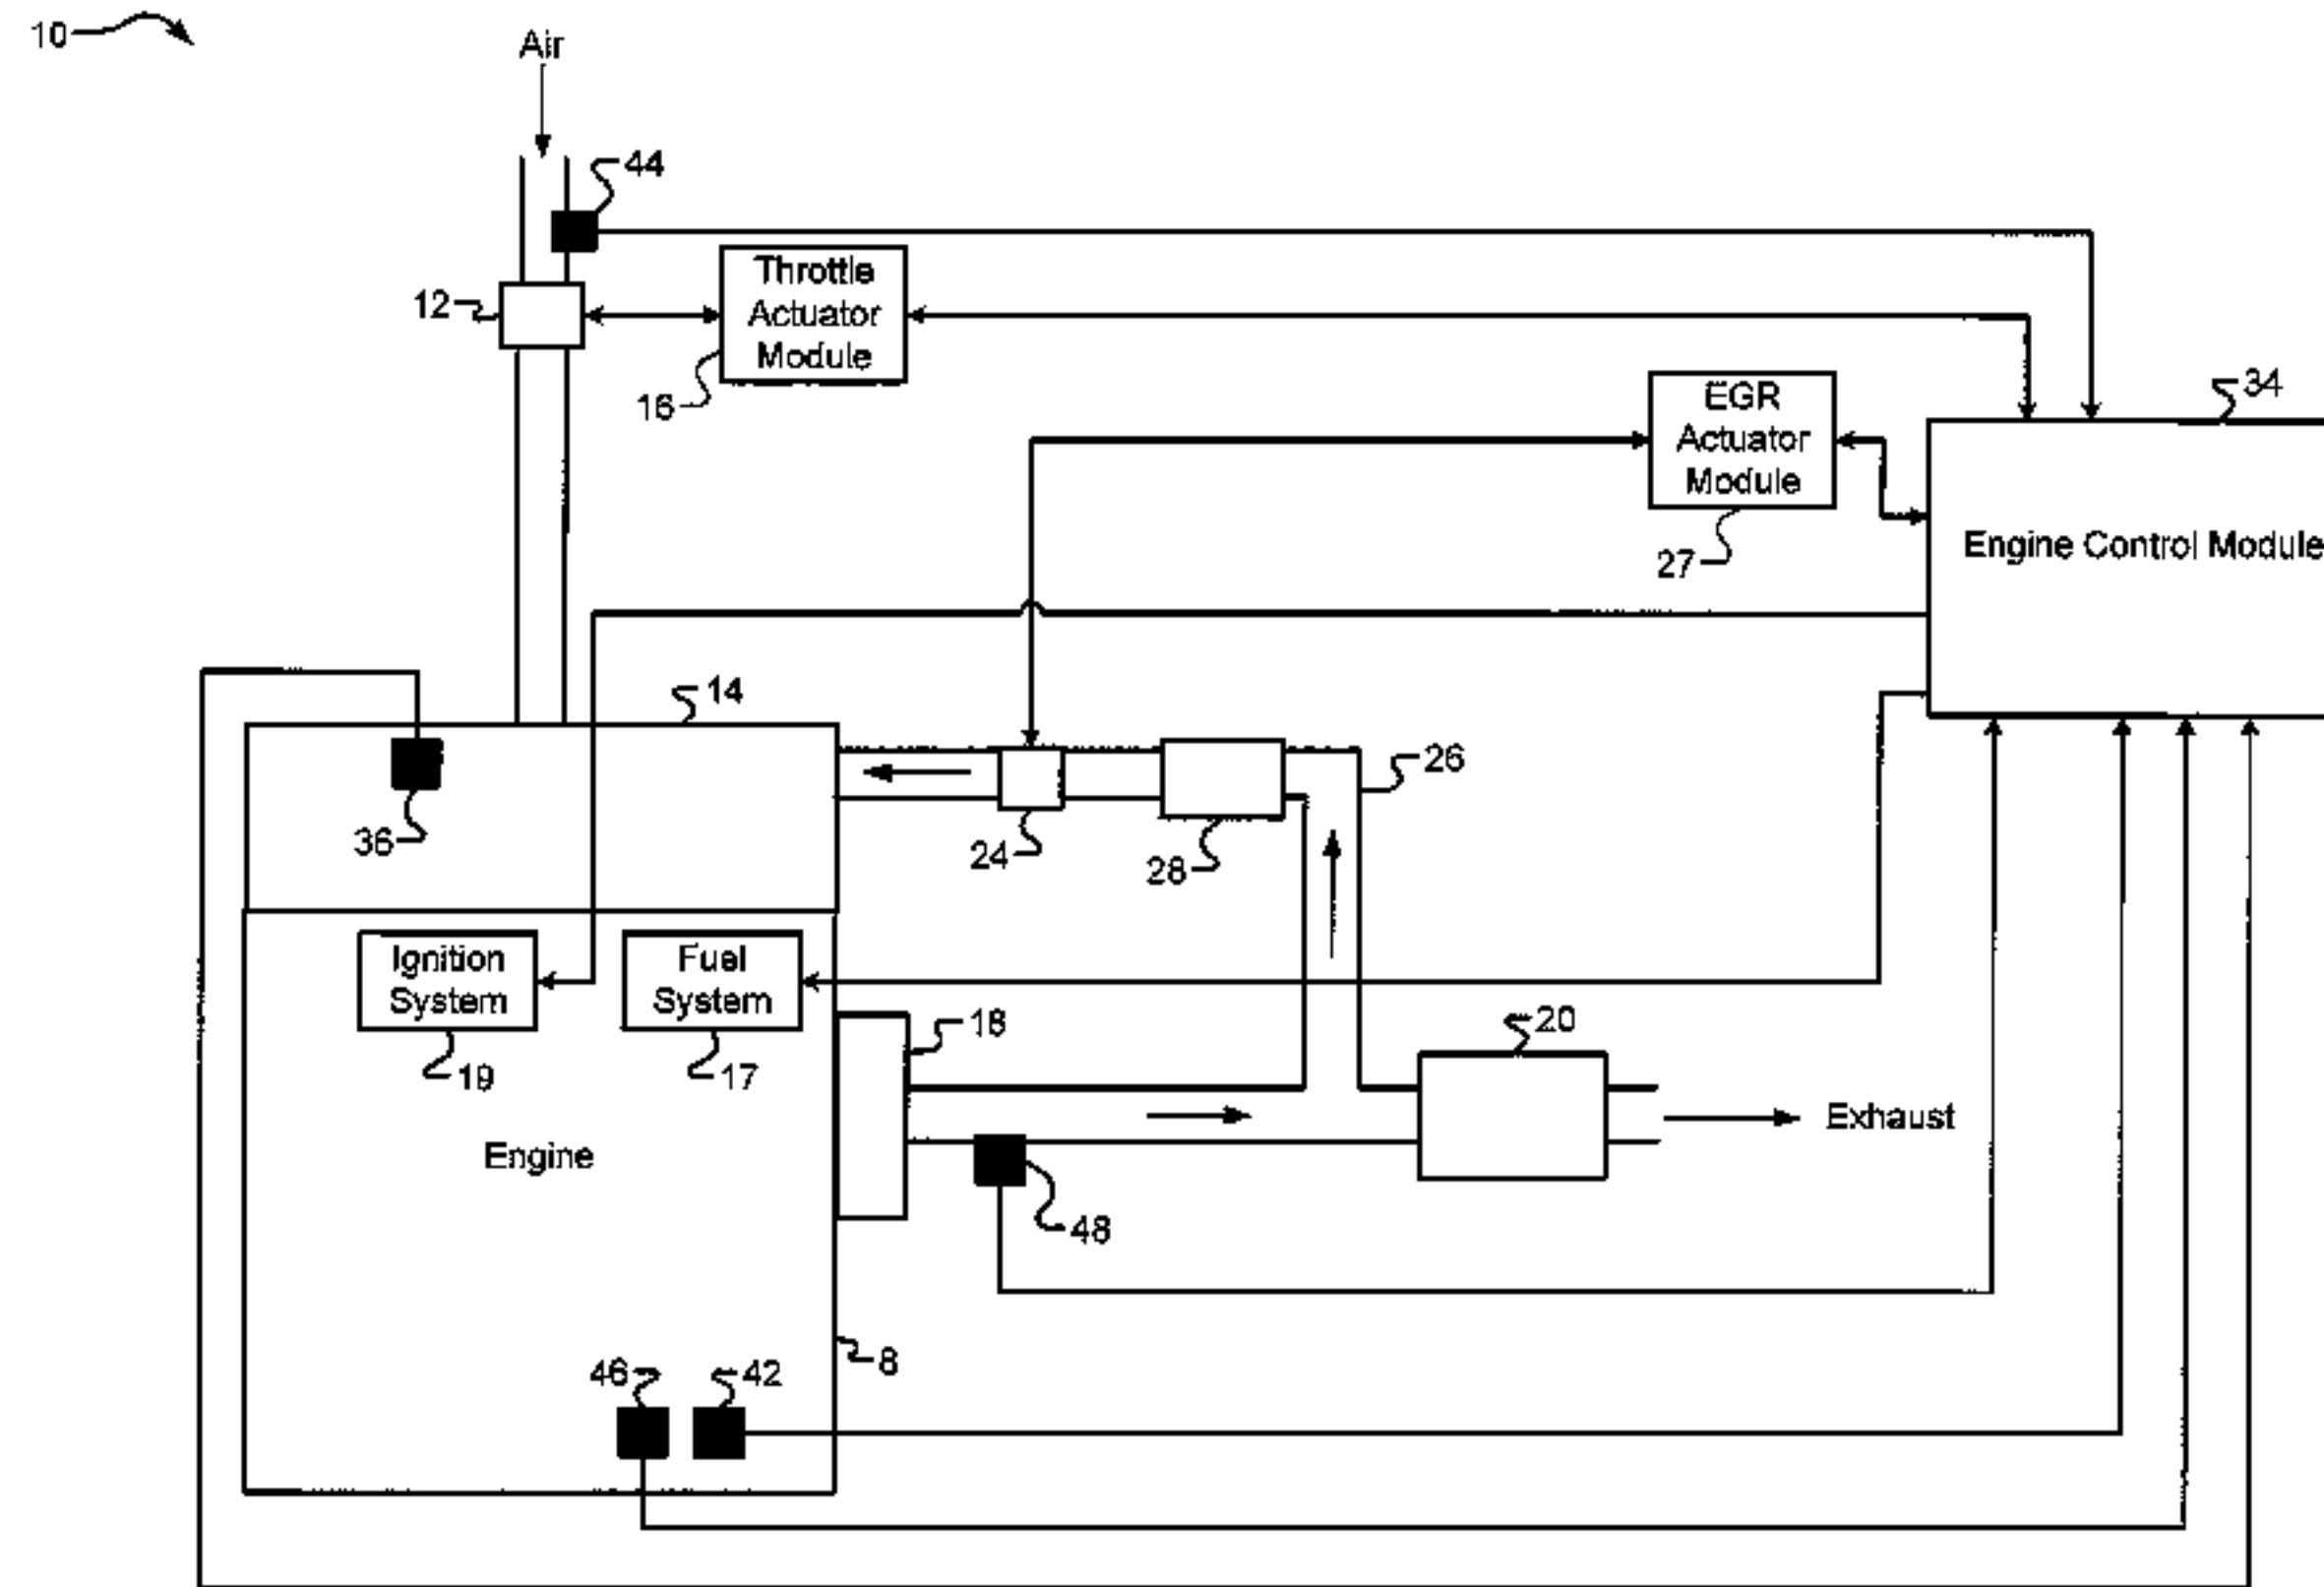 10
Air
44
12
Throttle
Actuator
Module
16
EGR
Actuator
Module
27
34
Engine Control Module
14
36
24
28
26
Ignition
System
19
Fuel
System
17
18
20
Exhaust
Engine
48
8
46
42